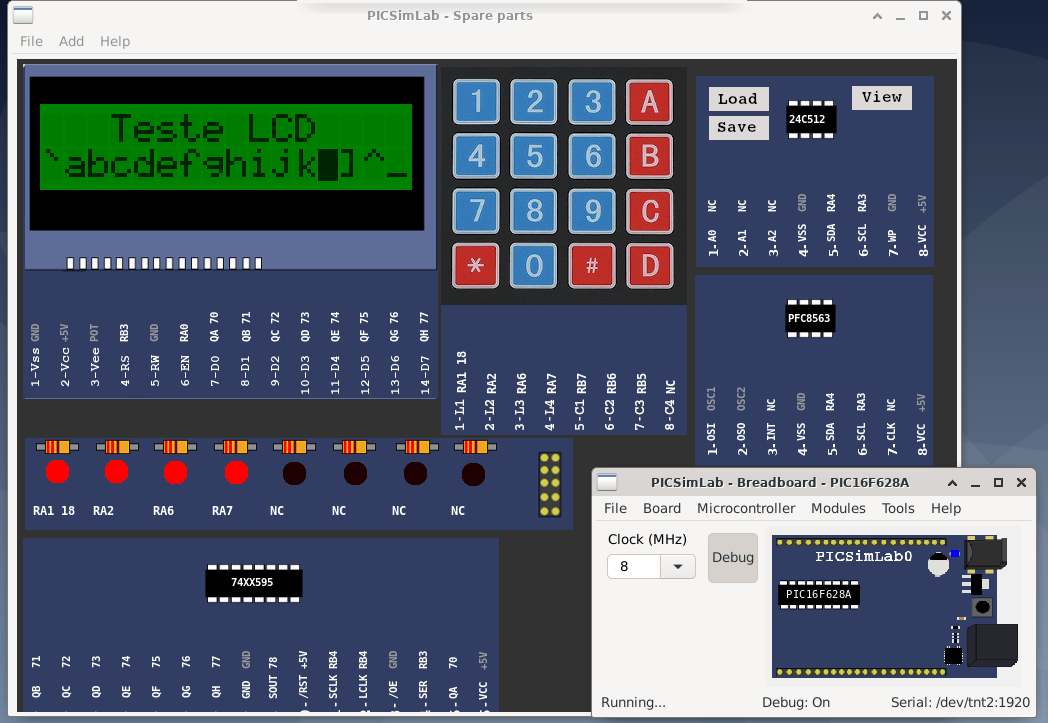 PICSimLab - Spare parts
File Add Help
Teste LCD
`abcdefghijk ]^_
1 2 3 A
4 5 6 B
7 8 9 C
* 0 # D
Load
Save
View
24C512
1-A0 NC
2-A1 NC
3-A2 NC
4-VSS GND
5-SDA RA4
6-SCL RA3
7-WP GND
8-VCC +5V
1-Vss GND
2-Vcc +5V
3-Vee POT
4-RS RB3
5-RW GND
6-EN RA0
7-D0 QA 70
8-D1 QB 71
9-D2 QC 72
10-D3 QD 73
11-D4 QE 74
12-D5 QF 75
13-D6 QG 76
14-D7 QH 77
1-L1 RA1 18
2-L2 RA2
3-L3 RA6
4-L4 RA7
5-C1 RB7
6-C2 RB6
7-C3 RB5
8-C4 NC
PFC8563
1-OSI OSC1
2-OSO OSC2
3-INT NC
4-VSS GND
5-SDA RA4
6-SCL RA3
7-CLK NC
8-VCC +5V
RA1 18 RA2 RA6 RA7 NC NC NC NC
74XX595
QB 71
QC 72
QD 73
QE 74
QF 75
QG 76
QH 77
GND GND
SOUT 78
-/RST +5V
-SCLK RB4
-LCLK RB4
-/OE GND
-SER RB3
-QA 70
-VCC +5V
PICSimLab - Breadboard - PIC16F628A
File Board Microcontroller Modules Tools Help
Clock (MHz)
8
Debug
PICSimLab0
PIC16F628A
Running... Debug: On Serial: /dev/tnt2:1920